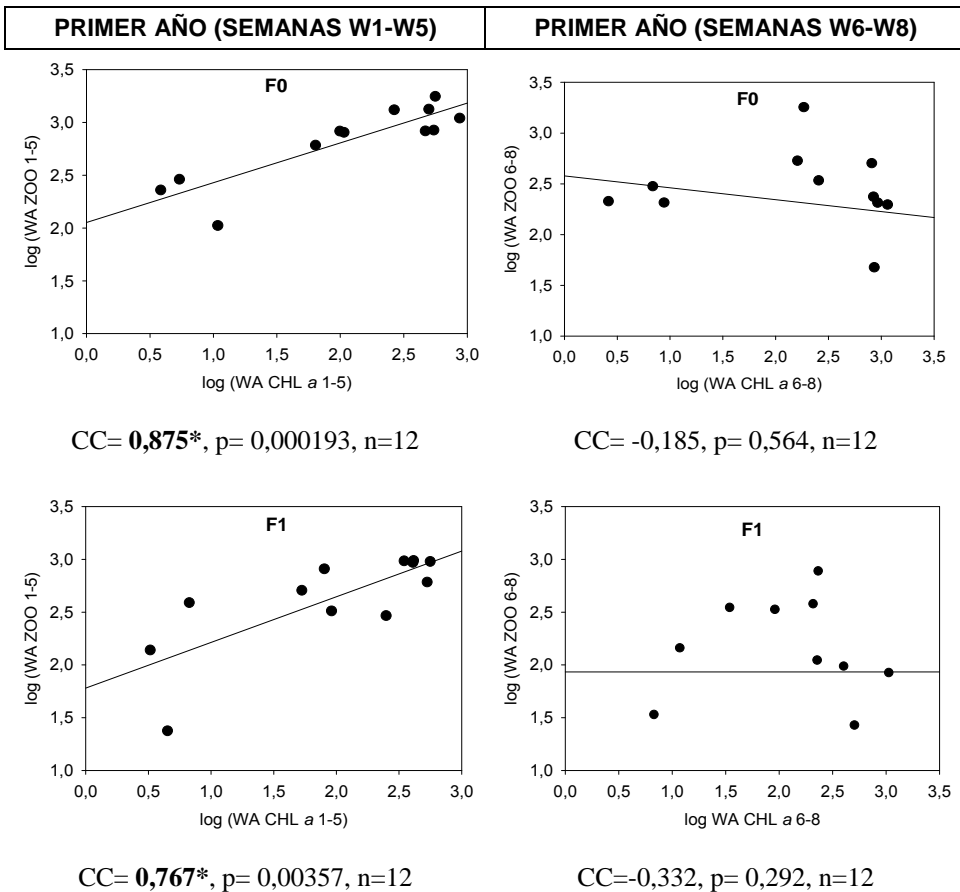 PRIMER AÑO (SEMANAS W1-W5)
PRIMER AÑO (SEMANAS W6-W8)
F0
log (WA ZOO 1-5)
3,5
3,0
2,5
2,0
1,5
1,0
0,0 0,5 1,0 1,5 2,0 2,5 3,0
log (WA CHL a 1-5)
CC= 0,875*, p= 0,000193, n=12
F0
log (WA ZOO 6-8)
3,5
3,0
2,5
2,0
1,5
1,0
0,0 0,5 1,0 1,5 2,0 2,5 3,0 3,5
log (WA CHL a 6-8)
CC= -0,185, p= 0,564, n=12
F1
log (WA ZOO 1-5)
3,5
3,0
2,5
2,0
1,5
1,0
0,0 0,5 1,0 1,5 2,0 2,5 3,0
log (WA CHL a 1-5)
CC= 0,767*, p= 0,00357, n=12
F1
log (WA ZOO 6-8)
3,5
3,0
2,5
2,0
1,5
1,0
0,0 0,5 1,0 1,5 2,0 2,5 3,0 3,5
log WA CHL a 6-8
CC=-0,332, p= 0,292, n=12